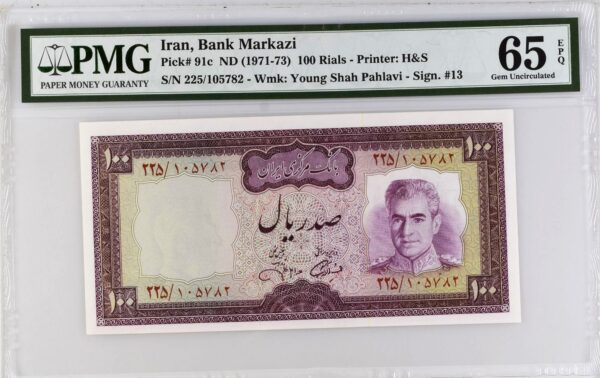 PMG
PAPER MONEY GUARANTY
Iran, Bank Markazi
Pick# 91c ND (1971-73) 100 Rials - Printer: H&S
S/N 225/105782 - Wmk: Young Shah Pahlavi - Sign. #13
65 EPQ
Gem Uncirculated
۱۰۰
بانک مرکزی ایران
۱۰۰
۲۲۵/۱۰۵۷۸۲
۲۲۵/۱۰۵۷۸۲
صد ریال
۲۲۵/۱۰۵۷۸۲
۲۲۵/۱۰۵۷۸۲
۱۰۰
۱۰۰